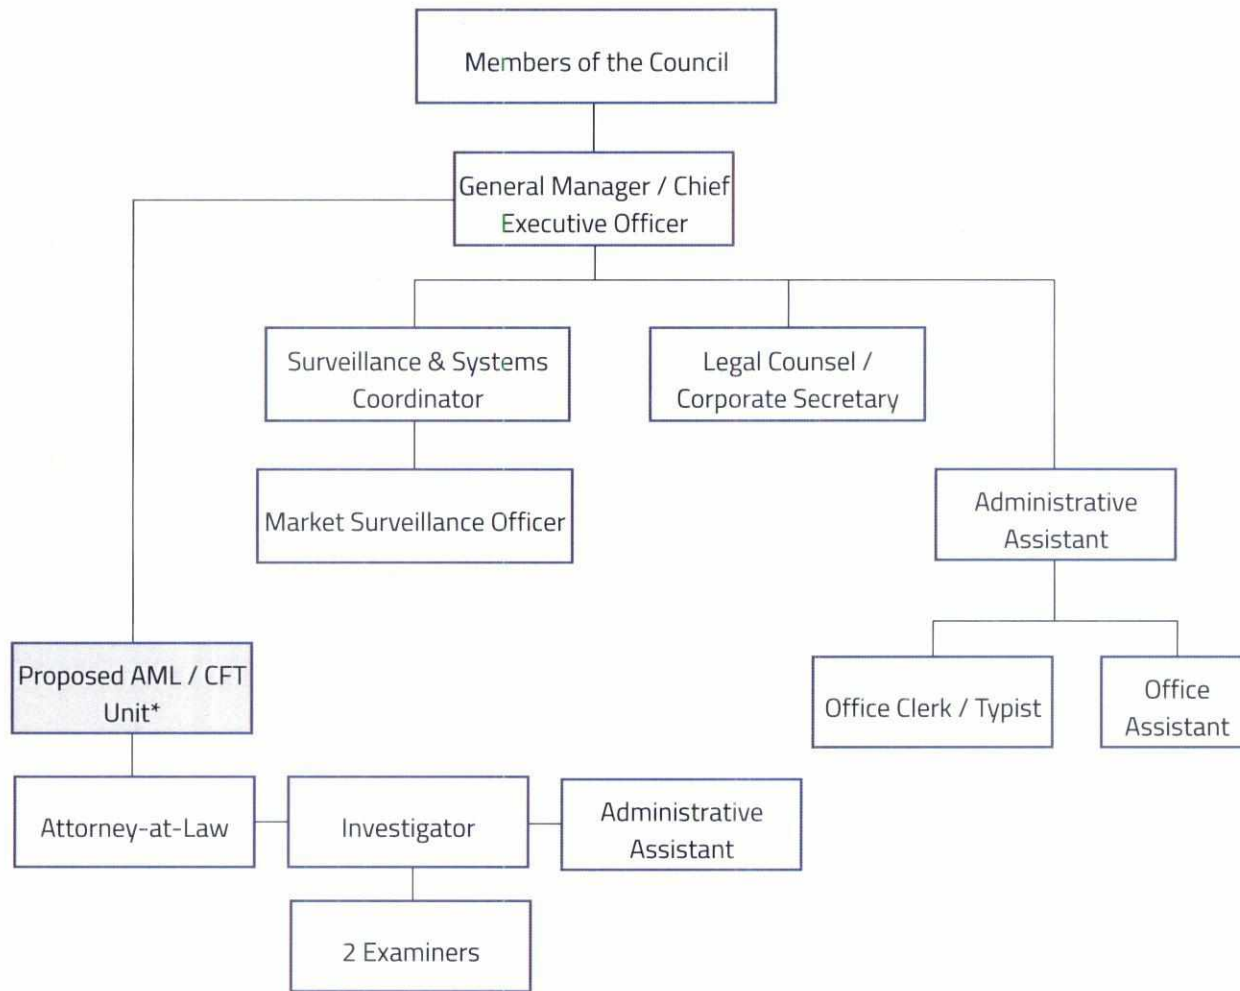 Members of the Council
General Manager / Chief
Executive Officer
Surveillance & Systems
Coordinator
Legal Counsel /
Corporate Secretary
Market Surveillance Officer
Administrative
Assistant
Proposed AML / CFT
Unit*
Office Clerk / Typist
Office
Assistant
Attorney-at-Law
Investigator
Administrative
Assistant
2 Examiners